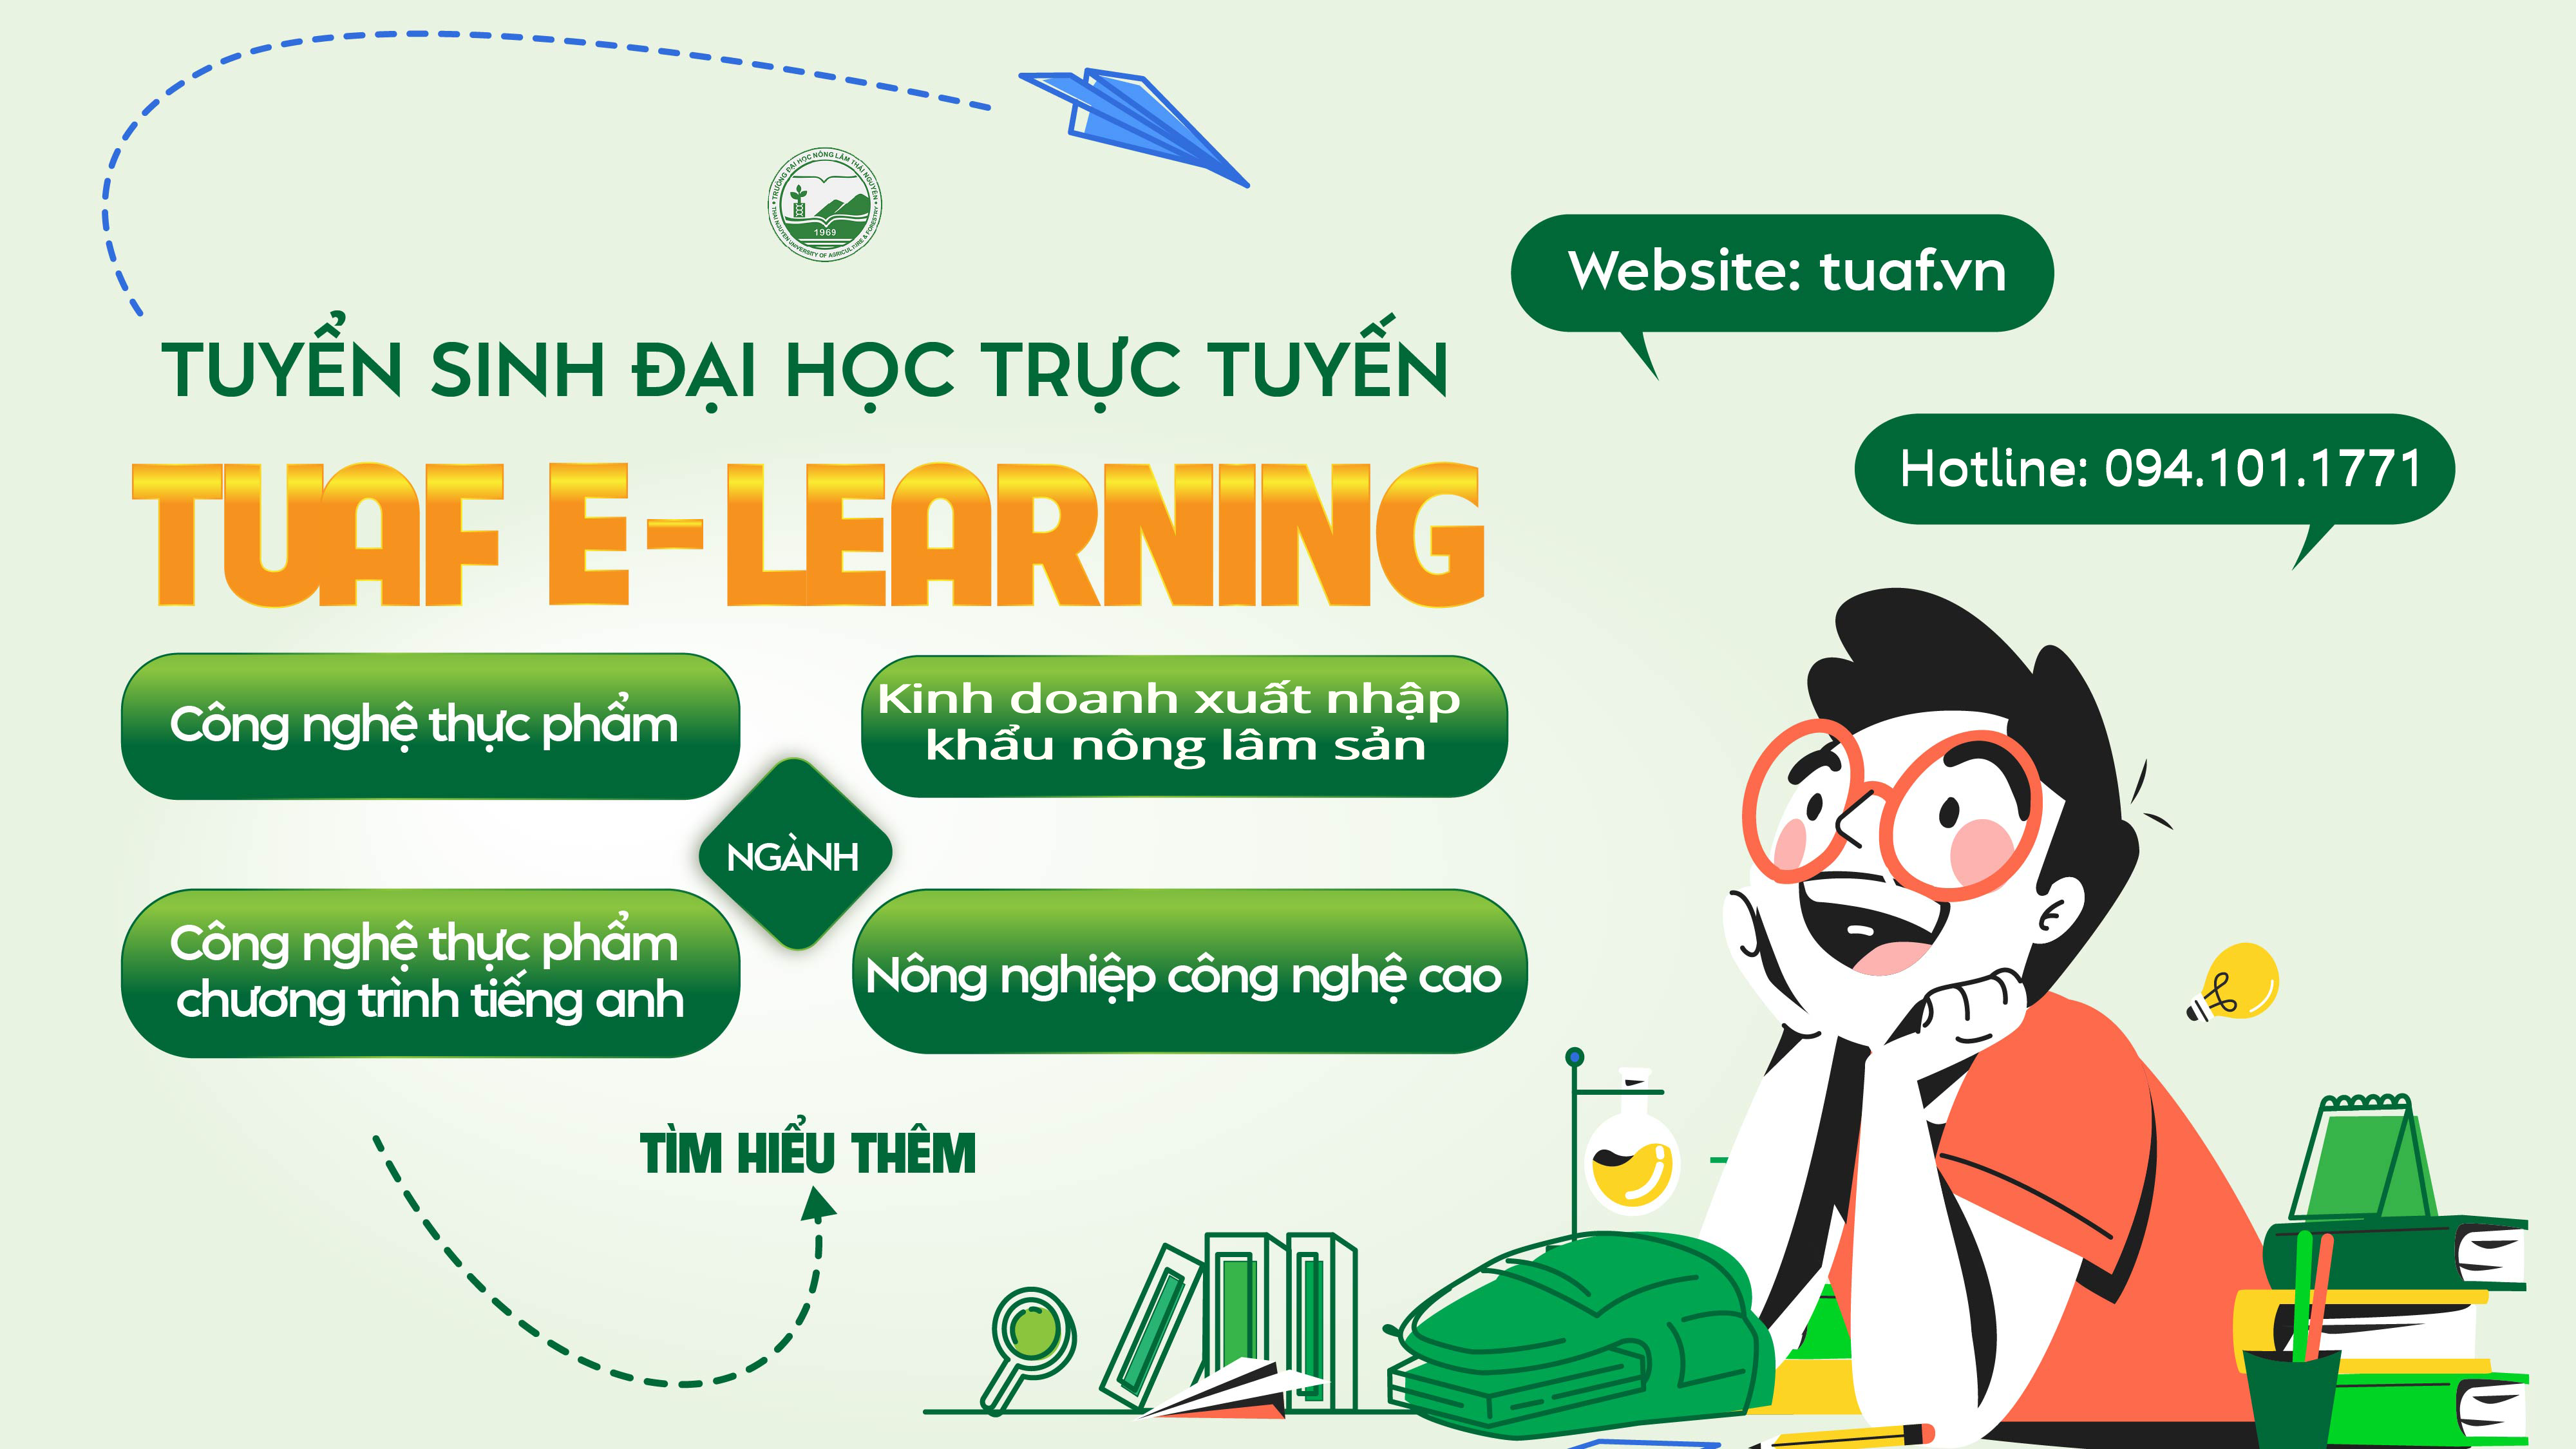 TRƯỜNG ĐẠI HỌC NÔNG LÂM THÁI NGUYÊN
THAI NGUYEN UNIVERSITY OF AGRICULTURE & FORESTRY
1969
Website: tuaf.vn
TUYỂN SINH ĐẠI HỌC TRỰC TUYẾN
Hotline: 094.101.1771
TUAF E-LEARNING
Công nghệ thực phẩm
Kinh doanh xuất nhập
khẩu nông lâm sản
NGÀNH
Công nghệ thực phẩm
chương trình tiếng anh
Nông nghiệp công nghệ cao
TÌM HIỂU THÊM